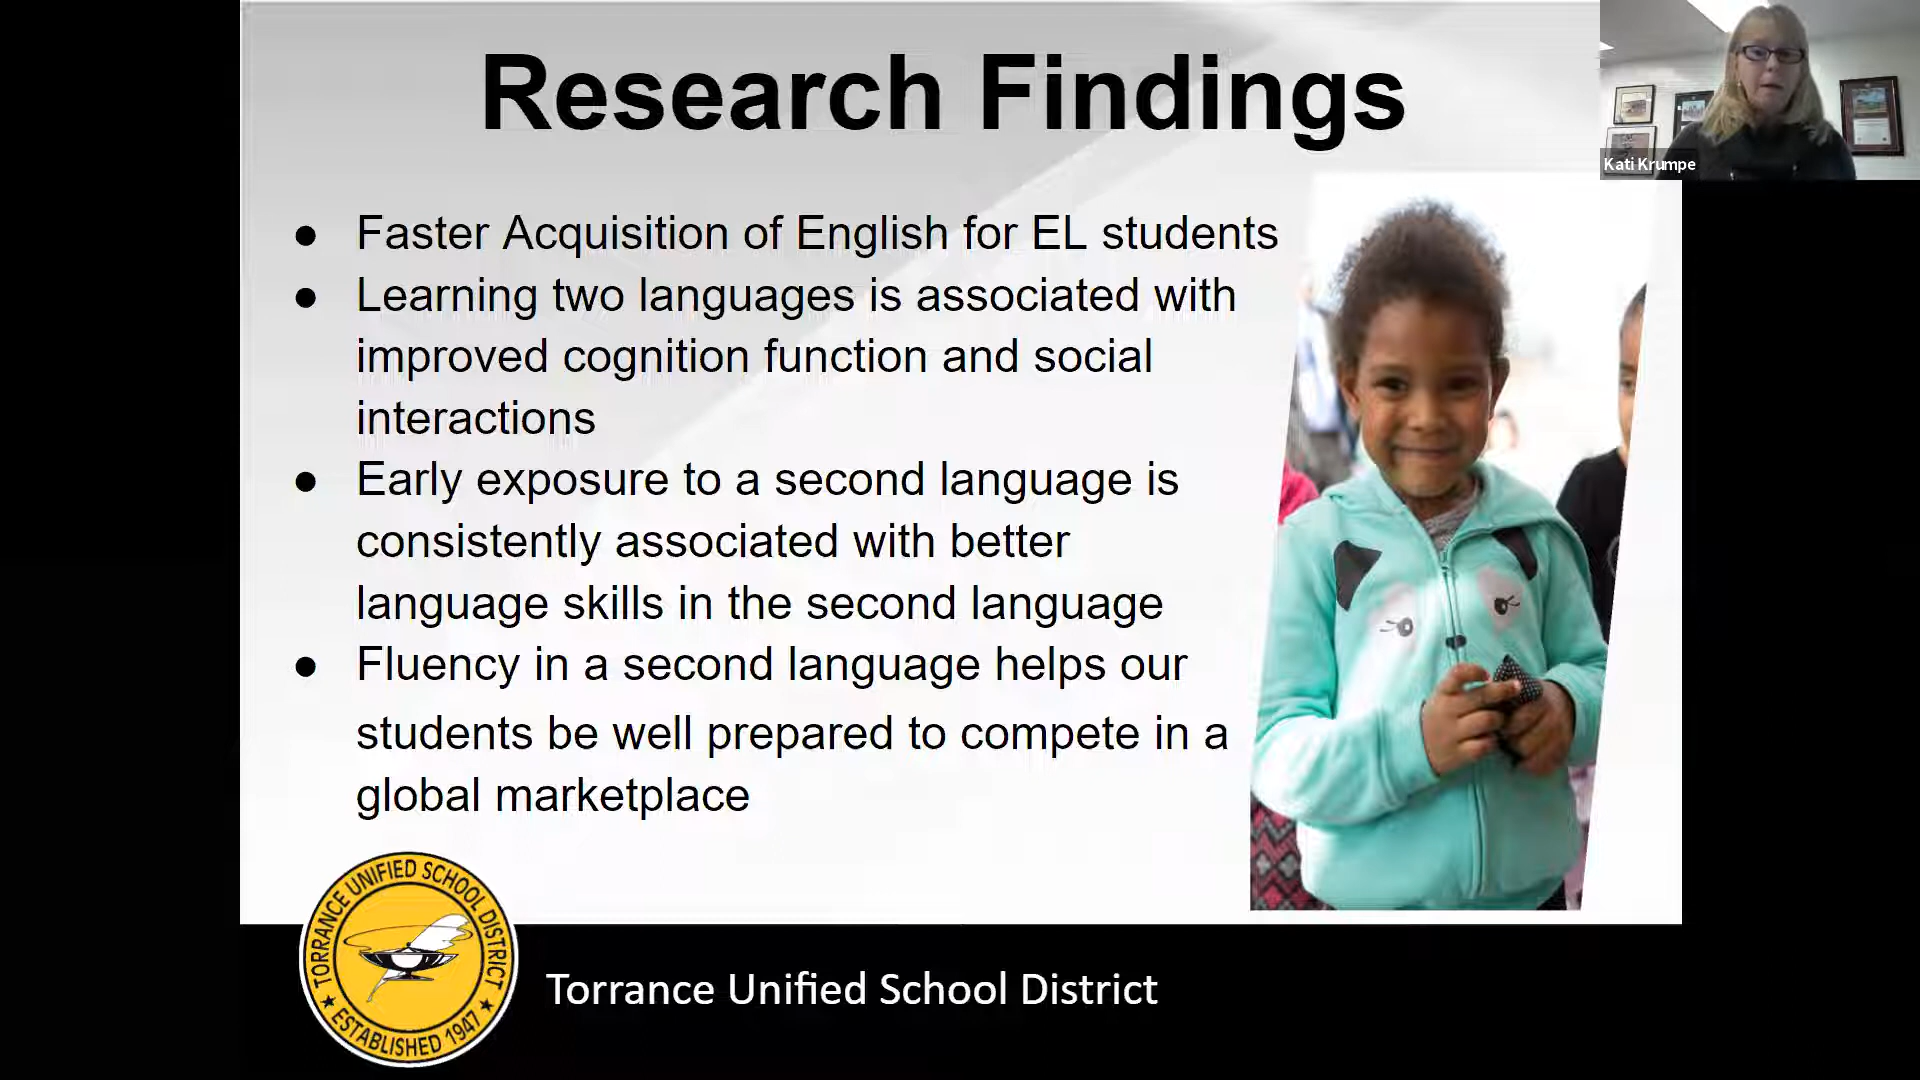 Research Findings
Kati Krumpe
● Faster Acquisition of English for EL students
● Learning two languages is associated with
improved cognition function and social
interactions
● Early exposure to a second language is
consistently associated with better
language skills in the second language
● Fluency in a second language helps our
students be well prepared to compete in a
global marketplace
TORRANCE UNIFIED SCHOOL DISTRICT
★ ESTABLISHED 1947 ★
Torrance Unified School District